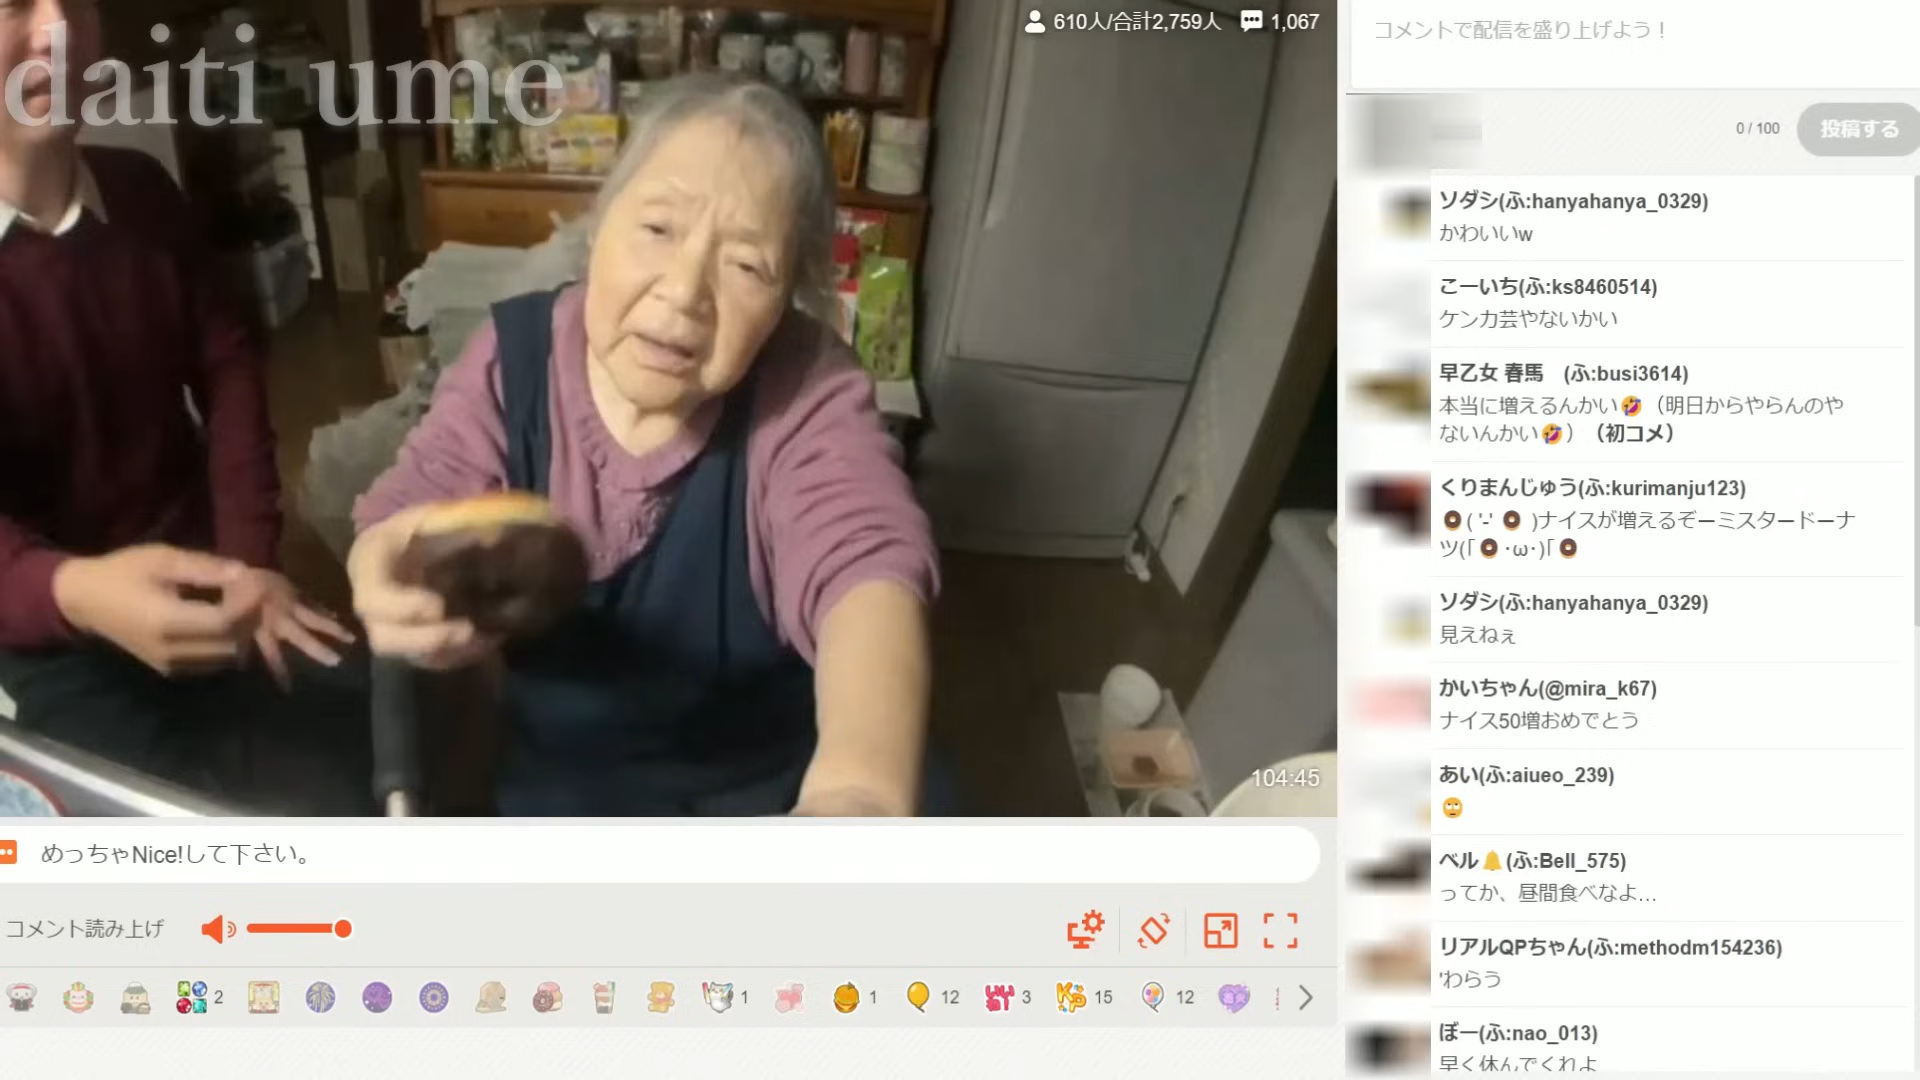 daiti ume
610人/合計2,759人 1,067
104:45
めっちゃNice!して下さい。
コメント読み上げ
2
1
1
12
3
15
12
コメントで配信を盛り上げよう！
0 / 100
投稿する
ソダシ(ふ:hanyahanya_0329)
かわいいw
こーいち(ふ:ks8460514)
ケンカ芸やないかい
早乙女 春馬　(ふ:busi3614)
本当に増えるんかい🤣（明日からやらんのや
ないんかい🤣）（初コメ）
くりまんじゅう(ふ:kurimanju123)
🍩( '-' 🍩 )ナイスが増えるぞーミスタードーナ
ツ(｢🍩･ω･)｢🍩
ソダシ(ふ:hanyahanya_0329)
見えねぇ
かいちゃん(@mira_k67)
ナイス50増おめでとう
あい(ふ:aiueo_239)
🙄
ベル🔔(ふ:Bell_575)
ってか、昼間食べなよ…
リアルQPちゃん(ふ:methodm154236)
'わらう
ぼー(ふ:nao_013)
早く休んでくれよ